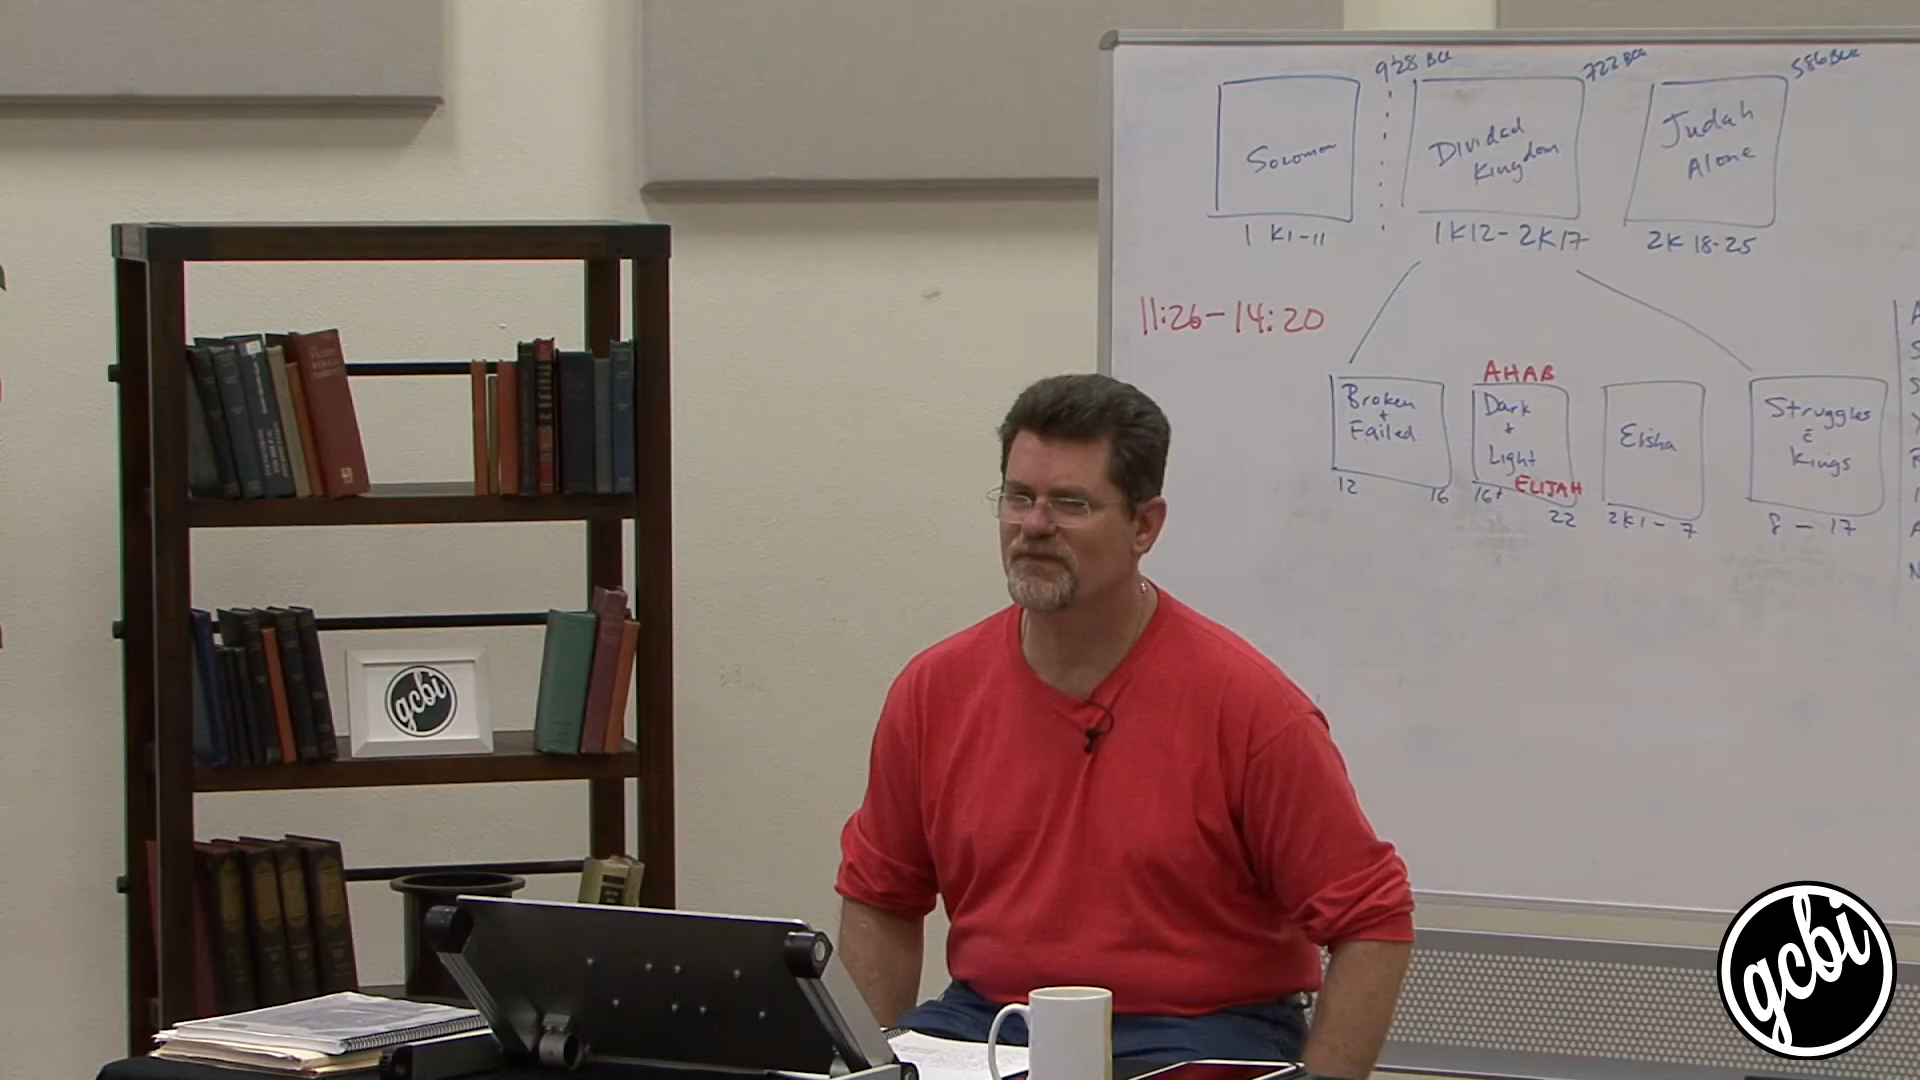 928 BCE
722 BCE
586 BCE
Solomon
Divided
Kingdom
Judah
Alone
1 K1-11
1K12-2K17
2K 18-25
11:26-14:20
Broken
+
Failed
12 16
AHAB
Dark
+
Light
ELIJAH
16+
22
Elisha
2K1-7
Struggles
c̄
Kings
8-17
gcbi
gcbi